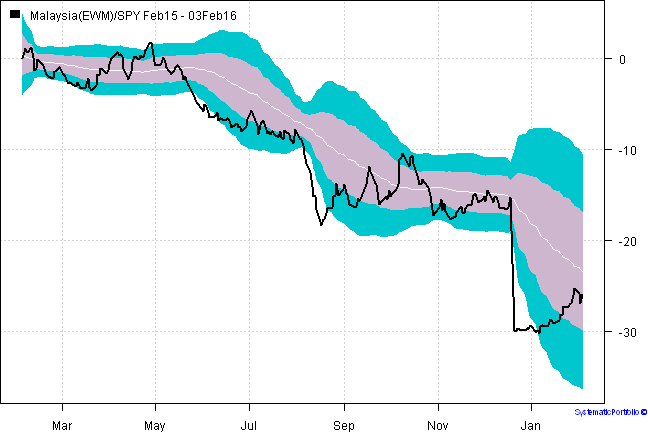 Malaysia(EWM)/SPY Feb15 - 03Feb16
0
-10
-20
-30
Mar May Jul Sep Nov Jan
SystematicPortfolio ©